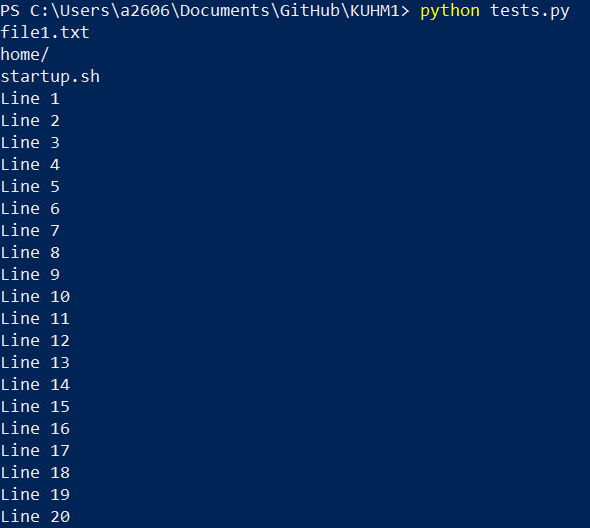 PS C:\Users\a2606\Documents\GitHub\KUHM1> python tests.py
file1.txt
home/
startup.sh
Line 1
Line 2
Line 3
Line 4
Line 5
Line 6
Line 7
Line 8
Line 9
Line 10
Line 11
Line 12
Line 13
Line 14
Line 15
Line 16
Line 17
Line 18
Line 19
Line 20